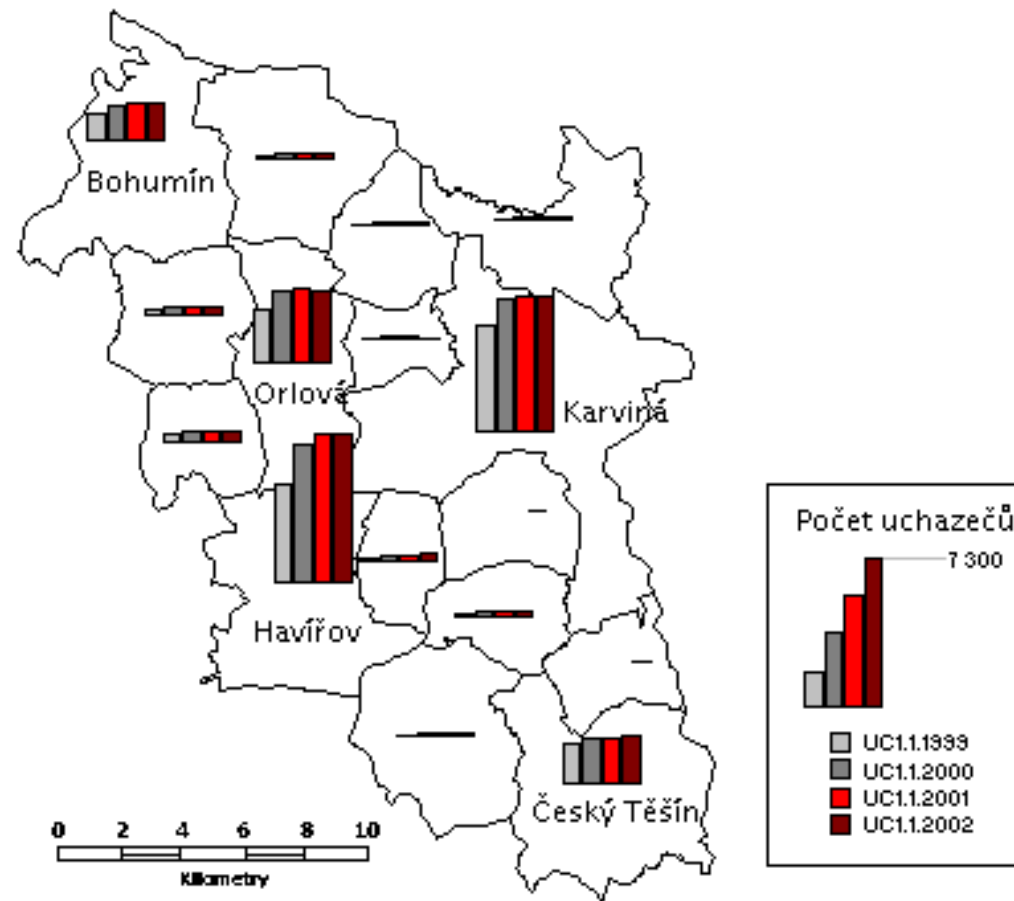 Bohumín
Orlová
Karviná
Havířov
Český Těšín
0 2 4 6 8 10
Kilometry
Počet uchazečů
7 300
UC1.1.1999
UC1.1.2000
UC1.1.2001
UC1.1.2002